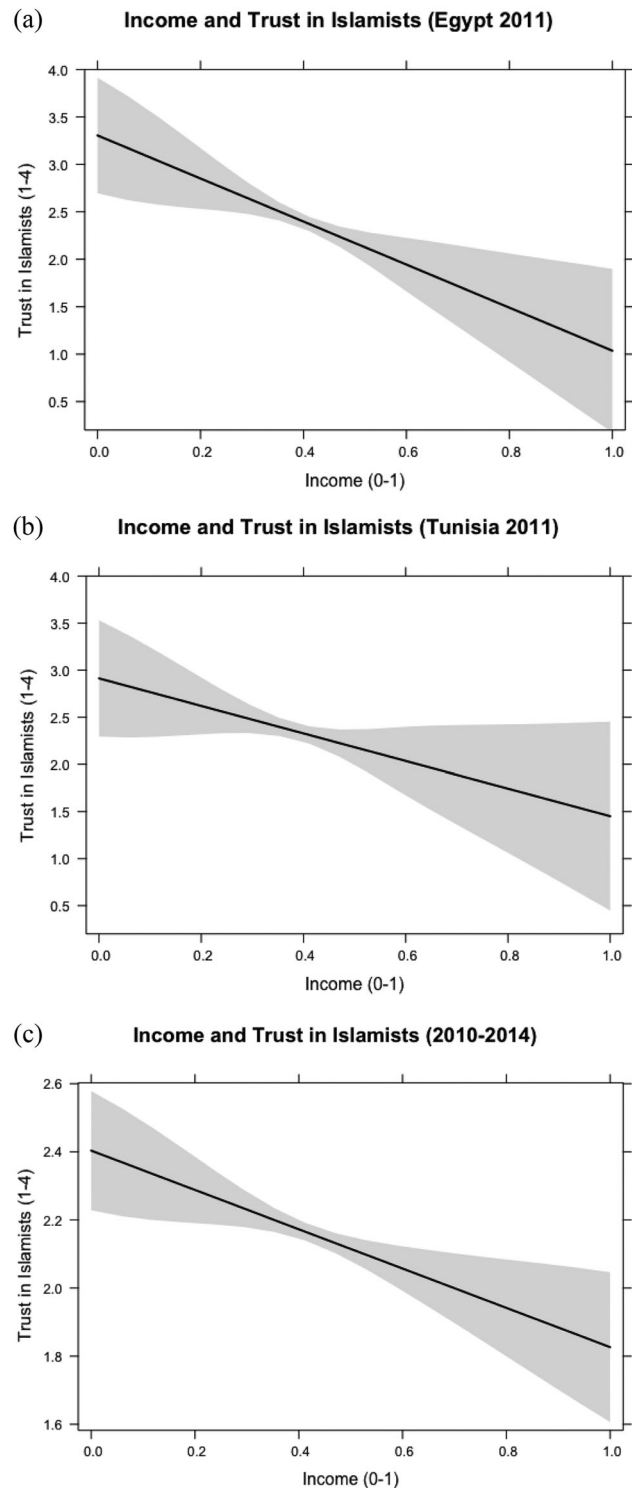 (a)
Income and Trust in Islamists (Egypt 2011)
4.0
3.5
3.0
2.5
2.0
1.5
1.0
0.5
Trust in Islamists (1-4)
0.0 0.2 0.4 0.6 0.8 1.0
Income (0-1)
(b)
Income and Trust in Islamists (Tunisia 2011)
4.0
3.5
3.0
2.5
2.0
1.5
1.0
0.5
Trust in Islamists (1-4)
0.0 0.2 0.4 0.6 0.8 1.0
Income (0-1)
(c)
Income and Trust in Islamists (2010-2014)
2.6
2.4
2.2
2.0
1.8
1.6
Trust in Islamists (1-4)
0.0 0.2 0.4 0.6 0.8 1.0
Income (0-1)